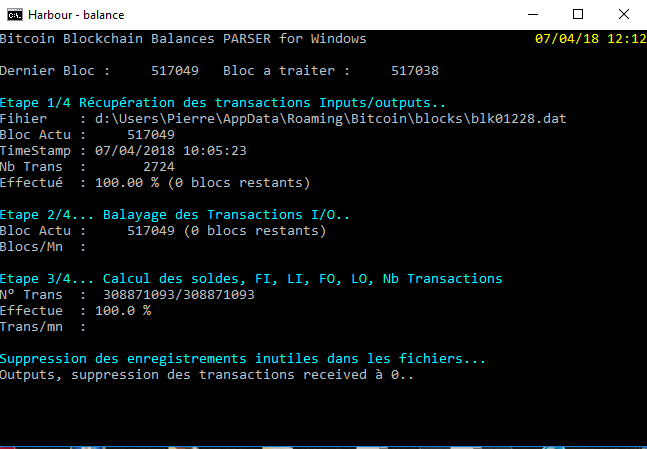 Harbour - balance
Bitcoin Blockchain Balances PARSER for Windows 07/04/18 12:12
Dernier Bloc : 517049 Bloc a traiter : 517038
Etape 1/4 Récupération des transactions Inputs/outputs..
Fihier : d:\Users\Pierre\AppData\Roaming\Bitcoin\blocks\blk01228.dat
Bloc Actu : 517049
TimeStamp : 07/04/2018 10:05:23
Nb Trans : 2724
Effectué : 100.00 % (0 blocs restants)
Etape 2/4... Balayage des Transactions I/O..
Bloc Actu : 517049 (0 blocs restants)
Blocs/Mn :
Etape 3/4... Calcul des soldes, FI, LI, FO, LO, Nb Transactions
N° Trans : 308871093/308871093
Effectue : 100.0 %
Trans/mn :
Suppression des enregistrements inutiles dans les fichiers...
Outputs, suppression des transactions received à 0..